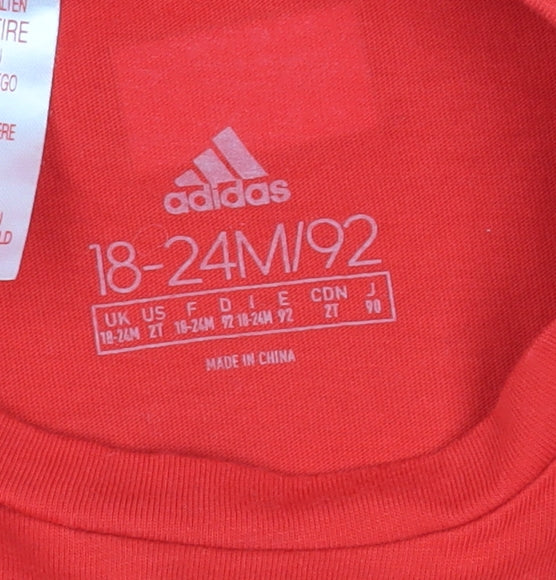 TIRE
adidas
18-24M/92
UK US F D I E CDN J
18-24M 2T 18-24M 92 18-24M 92 2T 90
MADE IN CHINA